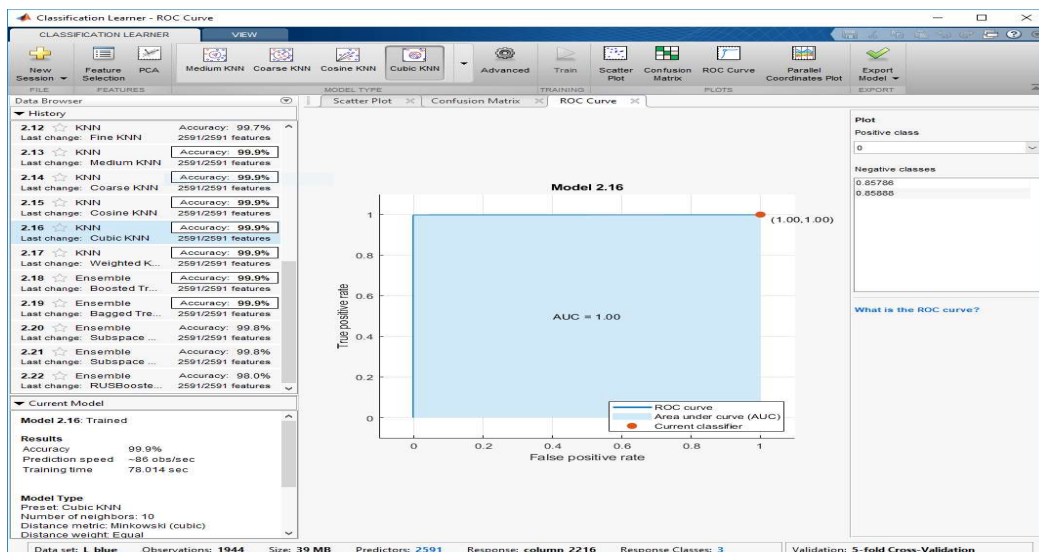 Classification Learner - ROC Curve
CLASSIFICATION LEARNER VIEW
New Session
Feature Selection
PCA
Medium KNN
Coarse KNN
Cosine KNN
Cubic KNN
Advanced
Train
Scatter Plot
Confusion Matrix
ROC Curve
Parallel Coordinates Plot
Export Model
FILE FEATURES MODEL TYPE TRAINING PLOTS EXPORT
Data Browser
Scatter Plot Confusion Matrix ROC Curve
History
2.12 KNN Accuracy: 99.7%
Last change: Fine KNN 2591/2591 features
2.13 KNN Accuracy: 99.9%
Last change: Medium KNN 2591/2591 features
2.14 KNN Accuracy: 99.9%
Last change: Coarse KNN 2591/2591 features
2.15 KNN Accuracy: 99.9%
Last change: Cosine KNN 2591/2591 features
2.16 KNN Accuracy: 99.9%
Last change: Cubic KNN 2591/2591 features
2.17 KNN Accuracy: 99.9%
Last change: Weighted K... 2591/2591 features
2.18 Ensemble Accuracy: 99.9%
Last change: Boosted Tr... 2591/2591 features
2.19 Ensemble Accuracy: 99.9%
Last change: Bagged Tre... 2591/2591 features
2.20 Ensemble Accuracy: 99.8%
Last change: Subspace ... 2591/2591 features
2.21 Ensemble Accuracy: 99.8%
Last change: Subspace ... 2591/2591 features
2.22 Ensemble Accuracy: 98.0%
Last change: RUSBooste... 2591/2591 features
Current Model
Model 2.16: Trained
Results
Accuracy 99.9%
Prediction speed ~86 obs/sec
Training time 78.014 sec
Model Type
Preset: Cubic KNN
Number of neighbors: 10
Distance metric: Minkowski (cubic)
Distance weight: Equal
Model 2.16
True positive rate
1
0.8
0.6
0.4
0.2
0
(1.00,1.00)
AUC = 1.00
ROC curve
Area under curve (AUC)
Current classifier
0 0.2 0.4 0.6 0.8 1
False positive rate
Plot
Positive class
0
Negative classes
0.85786
0.85888
What is the ROC curve?
Data set: L blue Observations: 1944 Size: 39 MB Predictors: 2591 Response: column 2216 Response Classes: 3 Validation: 5-fold Cross-Validation